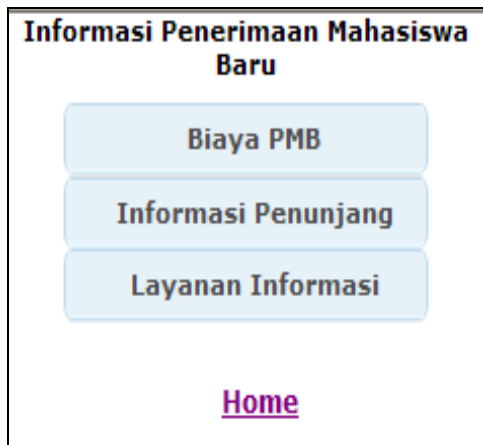 Informasi Penerimaan Mahasiswa
Baru
Biaya PMB
Informasi Penunjang
Layanan Informasi
Home